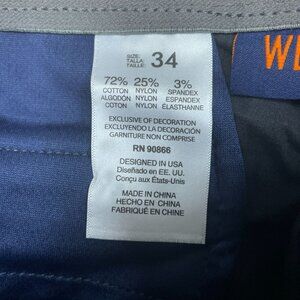 SIZE:
TALLA:
TAILLE:
34
72% 25% 3%
COTTON NYLON SPANDEX
ALGODÓN NYLON ESPANDEX
COTON NYLON ÉLASTHANNE
EXCLUSIVE OF DECORATION
EXCLUYENDO LA DECORACIÓN
GARNITURE NON COMPRISE
RN 90866
DESIGNED IN USA
Diseñado en EE. UU.
Conçu aux États-Unis
MADE IN CHINA
HECHO EN CHINA
FABRIQUÉ EN CHINE